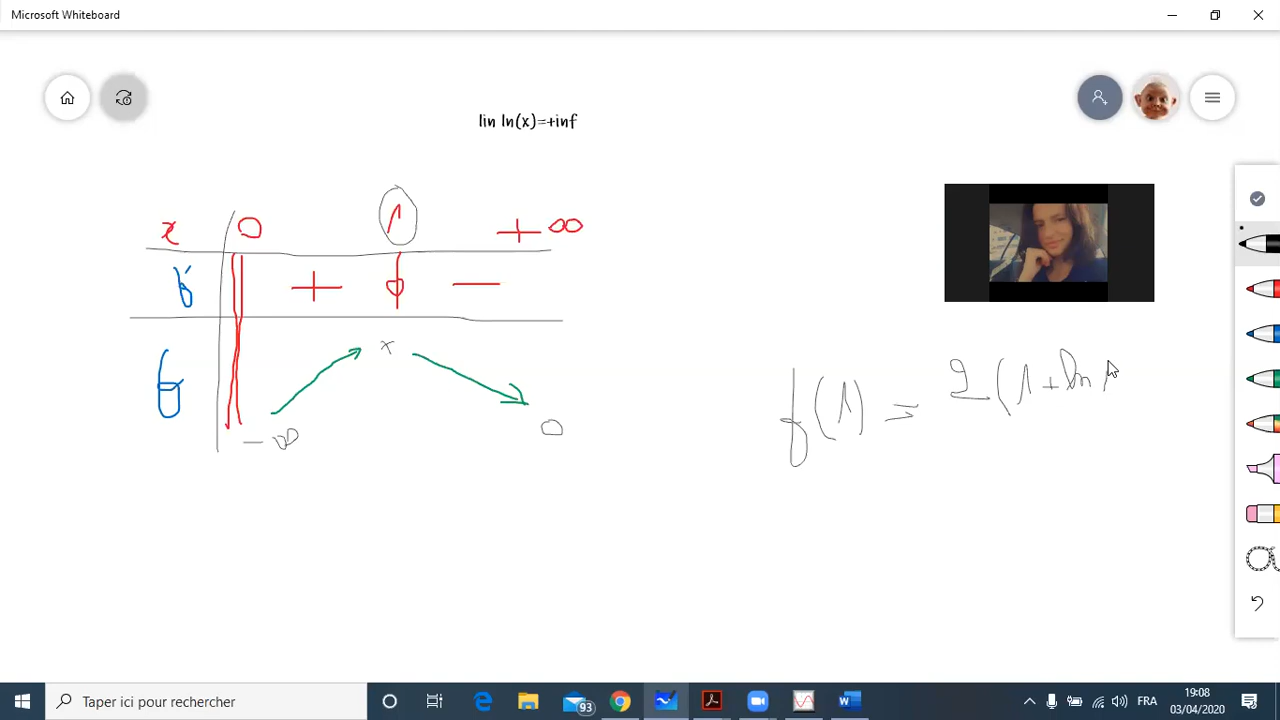 Microsoft Whiteboard
lin ln(x)=+inf
x 0 1 +∞
f' + 0 -
f x
-∞ 0
f(1) = 2(1+ln 1
93
Taper ici pour rechercher
FRA
19:08
03/04/2020